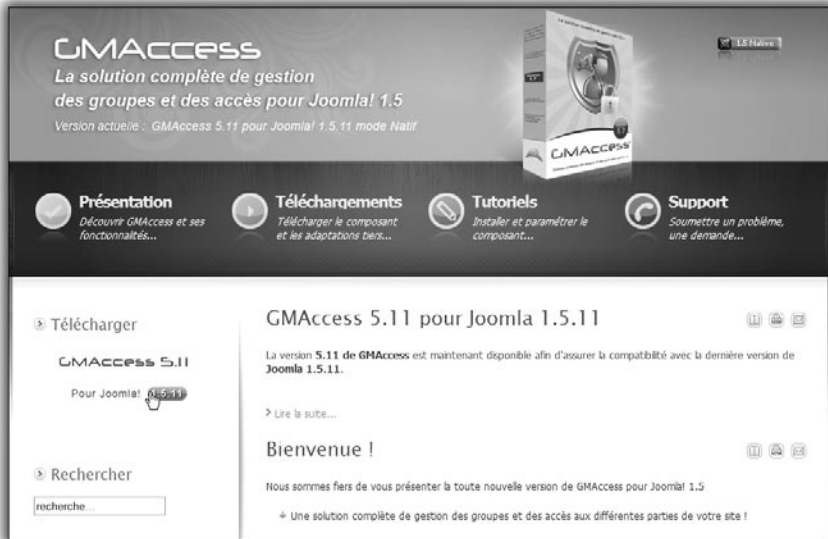 GMAccess
La solution complète de gestion
des groupes et des accès pour Joomla! 1.5
Version actuelle : GMAccess 5.11 pour Joomla! 1.5.11 mode Natif
1.5 Native
GMAccess
Présentation
Découvrir GMAccess et ses
fonctionnalités...
Téléchargements
Télécharger le composant
et les adaptations tiers...
Tutoriels
Installer et paramétrer le
composant...
Support
Soumettre un problème,
une demande...
Télécharger
GMAccess 5.11
Pour Joomla! 1.5.11
Rechercher
recherche...
GMAccess 5.11 pour Joomla 1.5.11
La version 5.11 de GMAccess est maintenant disponible afin d'assurer la compatibilité avec la dernière version de
Joomla 1.5.11.
Lire la suite...
Bienvenue !
Nous sommes fiers de vous présenter la toute nouvelle version de GMAccess pour Joomla! 1.5
Une solution complète de gestion des groupes et des accès aux différentes parties de votre site !